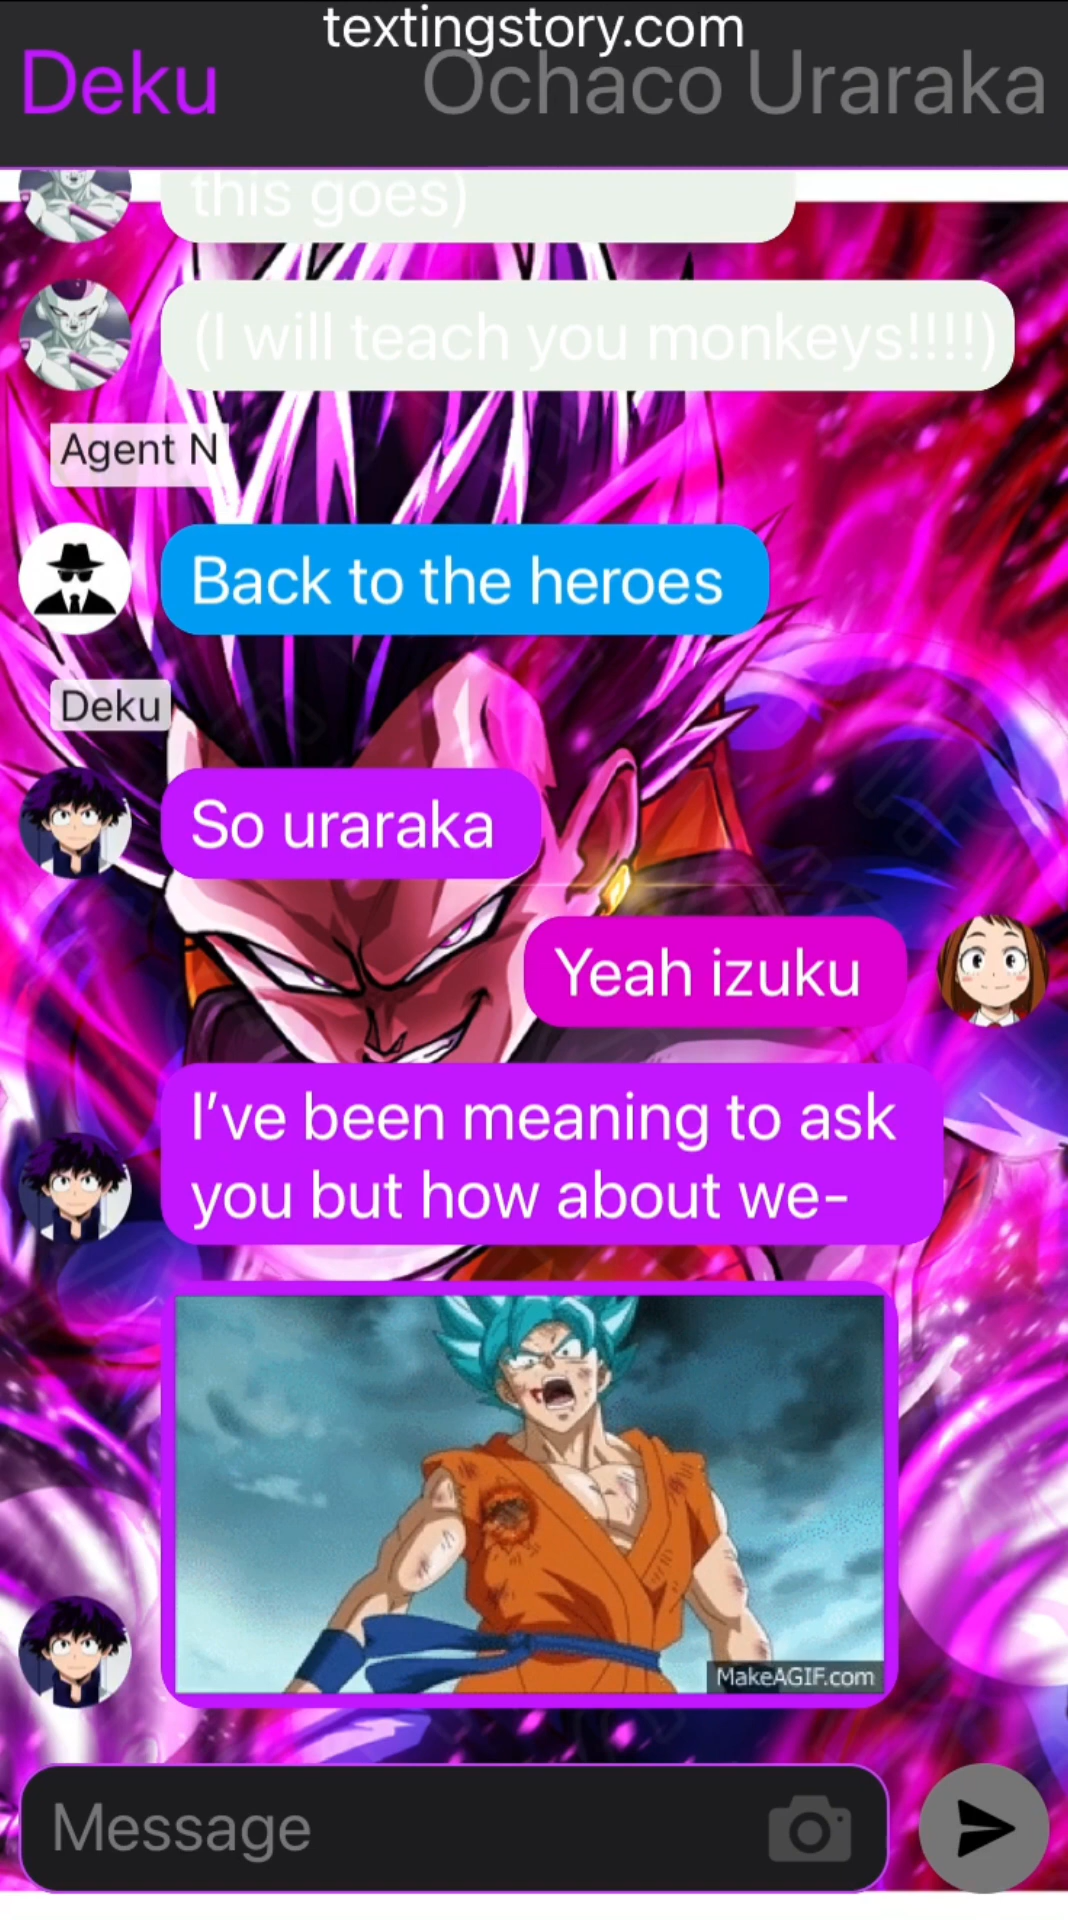 textingstory.com
Deku
Ochaco Uraraka
this goes)
(I will teach you monkeys!!!!)
Agent N
Back to the heroes
Deku
So uraraka
Yeah izuku
I've been meaning to ask
you but how about we-
MakeAGIF.com
Message